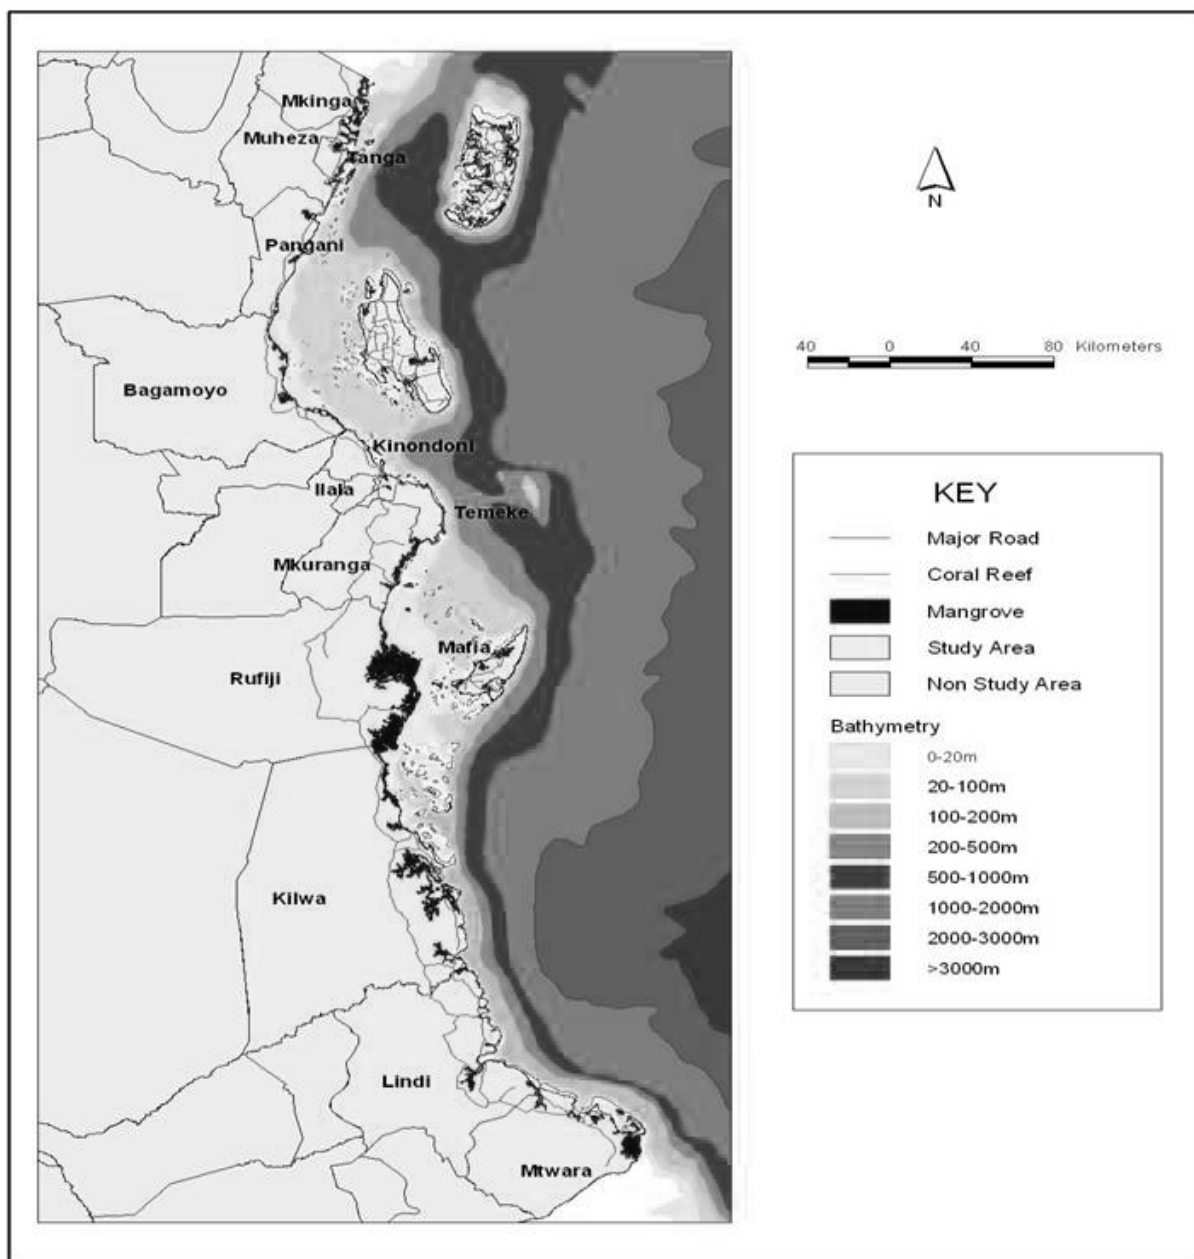 Mkinga
Muheza
Tanga
Pangani
Bagamoyo
Kinondoni
Ilala
Temeke
Mkuranga
Mafia
Rufiji
Kilwa
Lindi
Mtwara
N
40 0 40 80 Kilometers
KEY
Major Road
Coral Reef
Mangrove
Study Area
Non Study Area
Bathymetry
0-20m
20-100m
100-200m
200-500m
500-1000m
1000-2000m
2000-3000m
>3000m